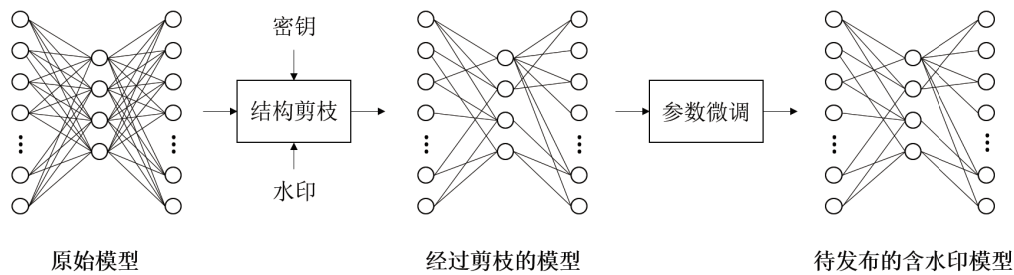 密钥
结构剪枝
参数微调
水印
原始模型
经过剪枝的模型
待发布的含水印模型